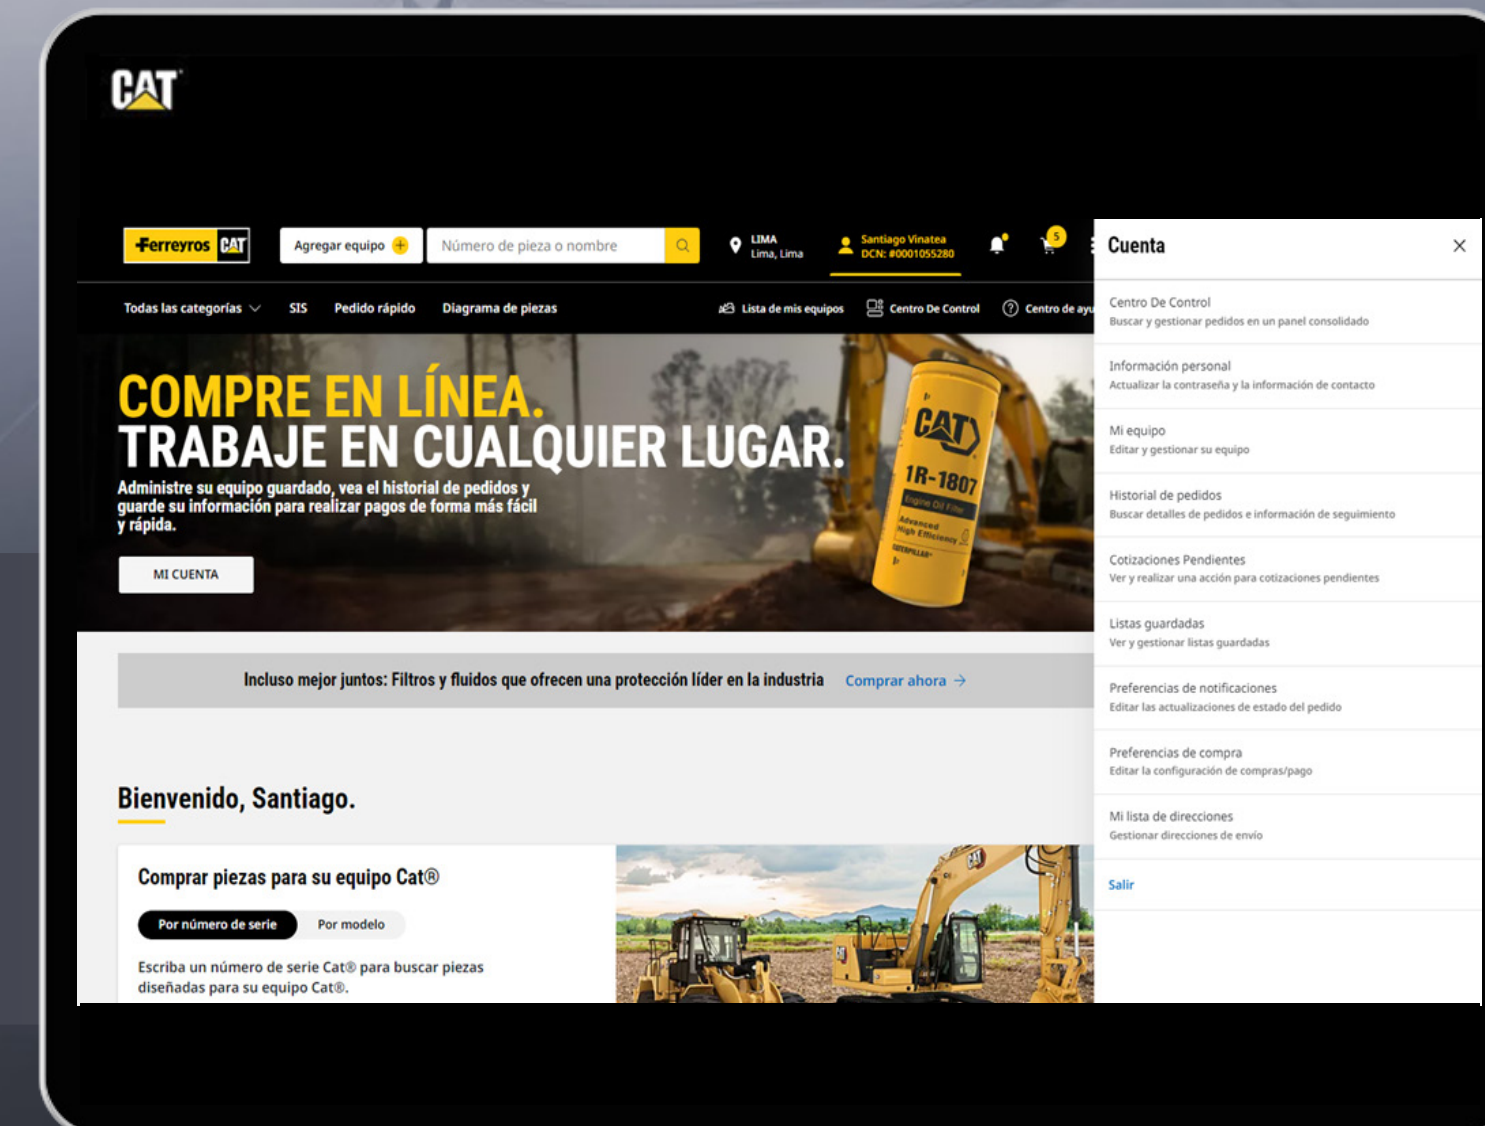 CAT
Ferreyros CAT
Agregar equipo +
Número de pieza o nombre
LIMA
Lima, Lima
Santiago Vinatea
DCN: #0001055280
5
Todas las categorías
SIS
Pedido rápido
Diagrama de piezas
Lista de mis equipos
Centro De Control
Centro de ayu
COMPRE EN LÍNEA.
TRABAJE EN CUALQUIER LUGAR.
Administre su equipo guardado, vea el historial de pedidos y
guarde su información para realizar pagos de forma más fácil
y rápida.
MI CUENTA
CAT
1R-1807
Engine Oil Filter
Advanced
High Efficiency
CATERPILLAR
Incluso mejor juntos: Filtros y fluidos que ofrecen una protección líder en la industria Comprar ahora →
Bienvenido, Santiago.
Comprar piezas para su equipo Cat®
Por número de serie
Por modelo
Escriba un número de serie Cat® para buscar piezas
diseñadas para su equipo Cat®.
CAT
Cuenta
Centro De Control
Buscar y gestionar pedidos en un panel consolidado
Información personal
Actualizar la contraseña y la información de contacto
Mi equipo
Editar y gestionar su equipo
Historial de pedidos
Buscar detalles de pedidos e información de seguimiento
Cotizaciones Pendientes
Ver y realizar una acción para cotizaciones pendientes
Listas guardadas
Ver y gestionar listas guardadas
Preferencias de notificaciones
Editar las actualizaciones de estado del pedido
Preferencias de compra
Editar la configuración de compras/pago
Mi lista de direcciones
Gestionar direcciones de envío
Salir